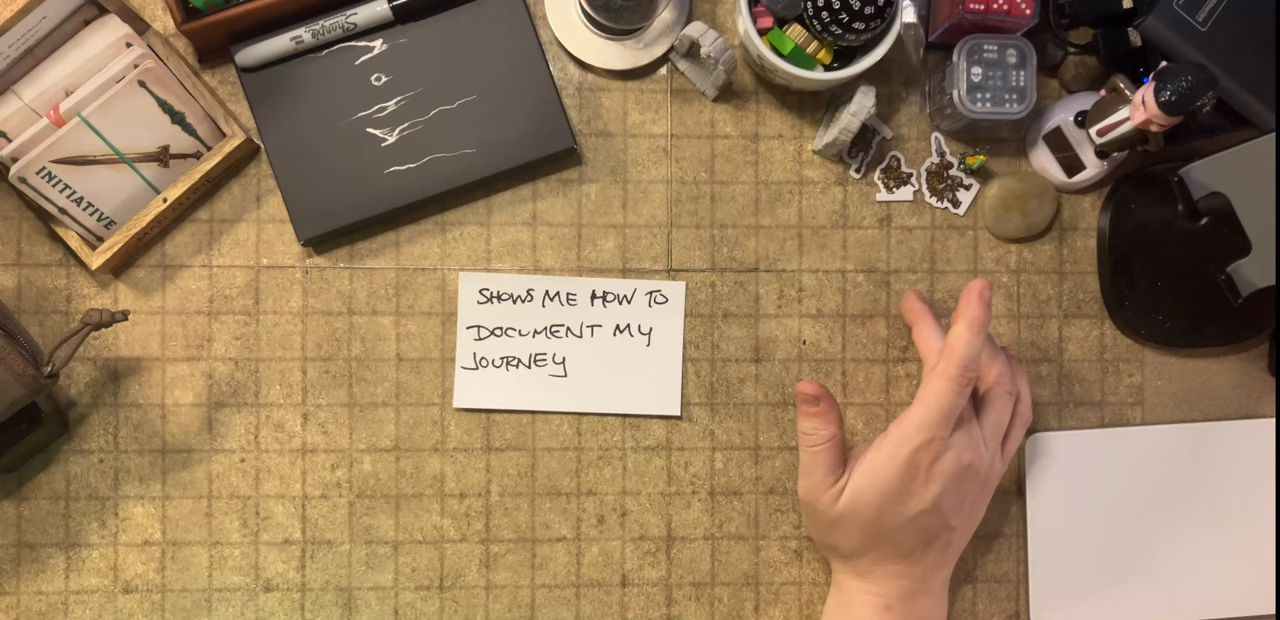 Sharpie
INITIATIVE
SHOWS ME HOW TO
DOCUMENT MY
JOURNEY